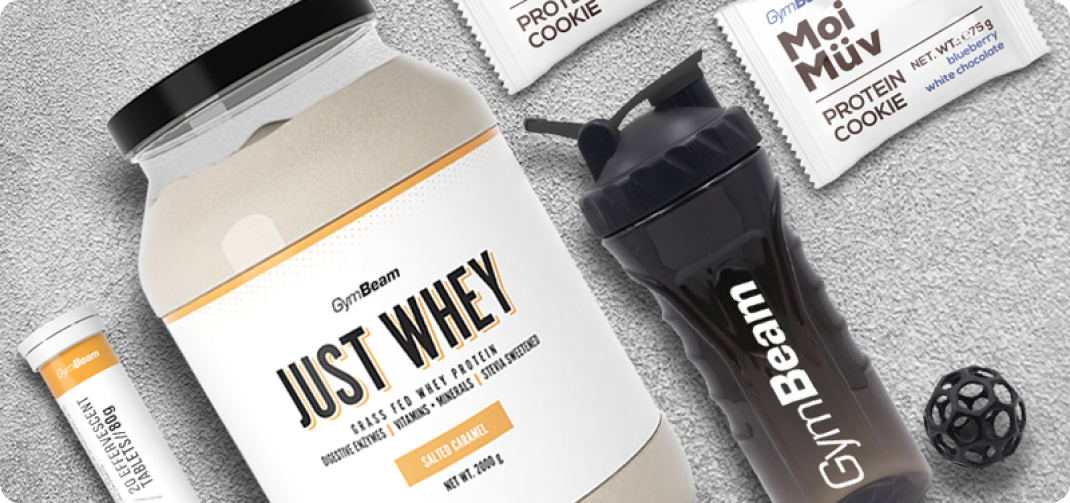 PROTEIN
COOKIE
GymBeam
Moi
Müv
PROTEIN
COOKIE
NET. WT.: ℮75 g
blueberry
white chocolate
GymBeam
JUST WHEY
GRASS FED WHEY PROTEIN
DIGESTIVE ENZYMES | VITAMINS + MINERALS | STEVIA SWEETENED
SALTED CARAMEL
NET WT. 2000 g
GymBeam
GymBeam
20 EFFERVESCENT
TABLETS//80g